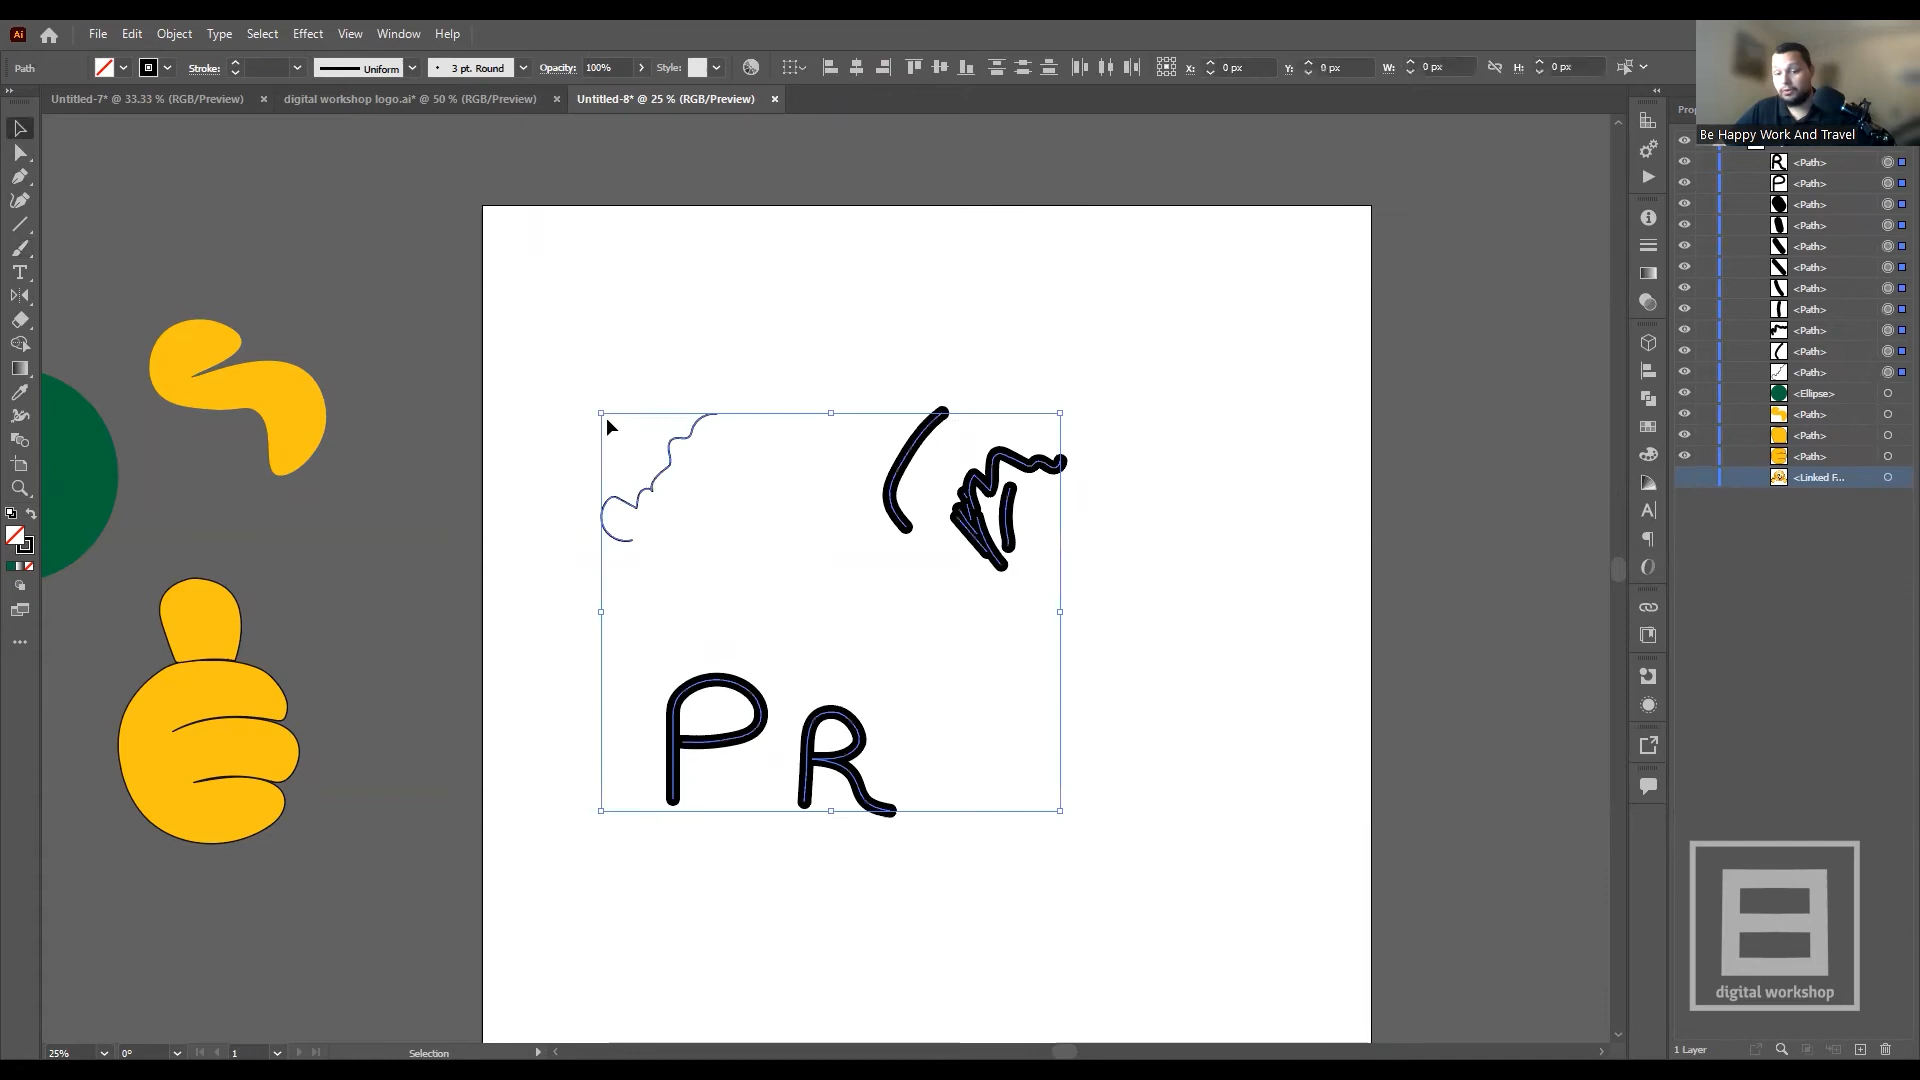 Ai File Edit Object Type Select Effect View Window Help
Path Stroke: Uniform 3 pt. Round Opacity: 100% Style: X: 0 px Y: 0 px W: 0 px H: 0 px
Untitled-7* @ 33.33 % (RGB/Preview) × digital workshop logo.ai* @ 50 % (RGB/Preview) × Untitled-8* @ 25 % (RGB/Preview) ×
Be Happy Work And Travel
<Path>
<Path>
<Path>
<Path>
<Path>
<Path>
<Path>
<Path>
<Path>
<Path>
<Path>
<Ellipse>
<Path>
<Path>
<Path>
<Linked F...
P R
digital workshop
25% 0° 1 Selection
1 Layer